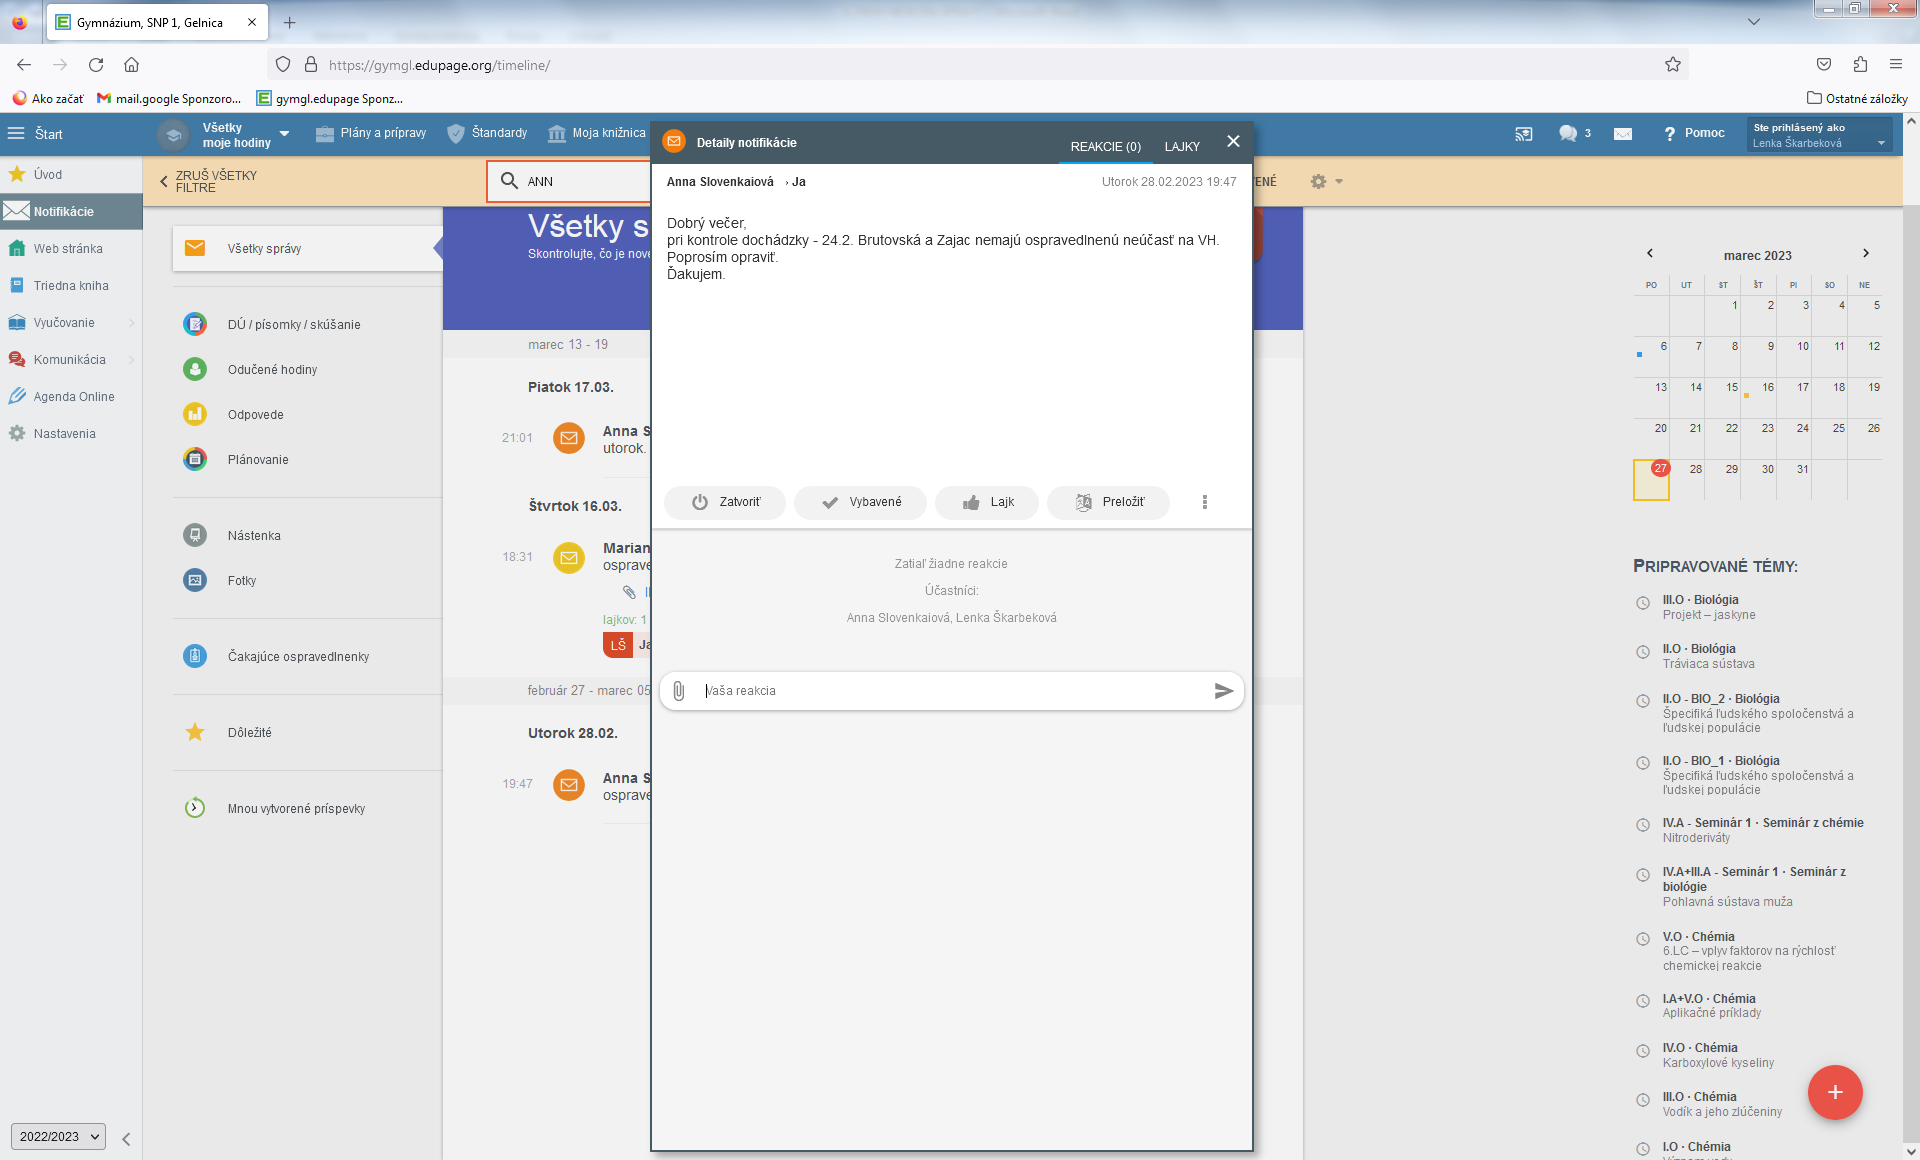 Gymnázium, SNP 1, Gelnica
https://gymgl.edupage.org/timeline/
Ako začať
mail.google Sponzoro...
gymgl.edupage Sponz...
Ostatné záložky
Štart
Všetky
moje hodiny
Plány a prípravy
Štandardy
Moja knižnica
3
Pomoc
Ste prihlásený ako
Lenka Škarbeková
Úvod
Notifikácie
Web stránka
Triedna kniha
Vyučovanie
Komunikácia
Agenda Online
Nastavenia
2022/2023
ZRUŠ VŠETKY
FILTRE
ANN
ENÉ
Všetky správy
DÚ / písomky / skúšanie
Odučené hodiny
Odpovede
Plánovanie
Nástenka
Fotky
Čakajúce ospravedlnenky
Dôležité
Mnou vytvorené príspevky
Všetky s
Skontrolujte, čo je nove
marec 13 - 19
Piatok 17.03.
21:01
Anna S
utorok.
Štvrtok 16.03.
18:31
Marian
osprave
lajkov: 1
LŠ
Ja
február 27 - marec 05
Utorok 28.02.
19:47
Anna S
osprave
Detaily notifikácie
REAKCIE (0)
LAJKY
Anna Slovenkaiová › Ja
Utorok 28.02.2023 19:47
Dobrý večer,
pri kontrole dochádzky - 24.2. Brutovská a Zajac nemajú ospravedlnenú neúčasť na VH.
Poprosím opraviť.
Ďakujem.
Zatvoriť
Vybavené
Lajk
Preložiť
Zatiaľ žiadne reakcie
Účastníci:
Anna Slovenkaiová, Lenka Škarbeková
Vaša reakcia
marec 2023
PO UT ST ŠT PI SO NE
1 2 3 4 5
6 7 8 9 10 11 12
13 14 15 16 17 18 19
20 21 22 23 24 25 26
27 28 29 30 31
PRIPRAVOVANÉ TÉMY:
III.O · Biológia
Projekt – jaskyne
II.O · Biológia
Tráviaca sústava
II.O - BIO_2 · Biológia
Špecifiká ľudského spoločenstvá a
ľudskej populácie
II.O - BIO_1 · Biológia
Špecifiká ľudského spoločenstvá a
ľudskej populácie
IV.A - Seminár 1 · Seminár z chémie
Nitroderiváty
IV.A+III.A - Seminár 1 · Seminár z
biológie
Pohlavná sústava muža
V.O · Chémia
6.LC – vplyv faktorov na rýchlosť
chemickej reakcie
I.A+V.O · Chémia
Aplikačné príklady
IV.O · Chémia
Karboxylové kyseliny
III.O · Chémia
Vodík a jeho zlúčeniny
I.O · Chémia